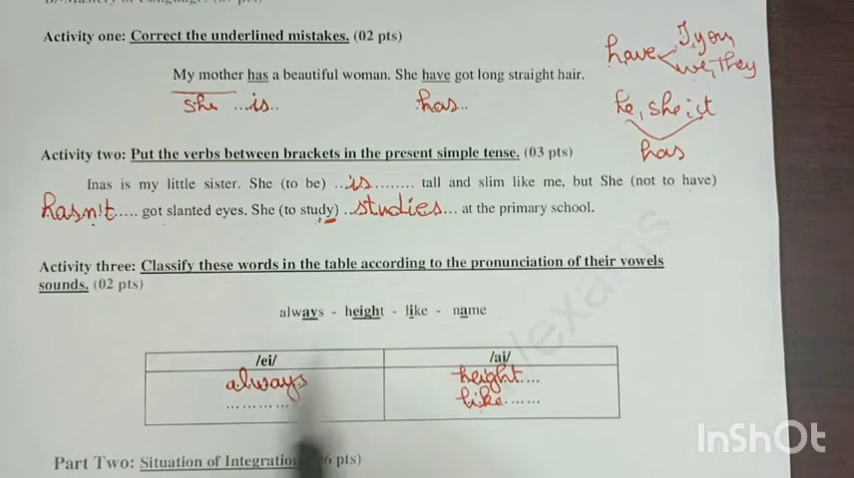 Activity one: Correct the underlined mistakes. (02 pts)
have I, you
we, They
My mother has a beautiful woman. She have got long straight hair.
she ...is.. has...
he, she, it
has
Activity two: Put the verbs between brackets in the present simple tense. (03 pts)
Inas is my little sister. She (to be) ..is......... tall and slim like me, but She (not to have)
hasn't.... got slanted eyes. She (to study) ..studies... at the primary school.
Activity three: Classify these words in the table according to the pronunciation of their vowels
sounds. (02 pts)
always - height - like - name
/ei/ /ai/
always height....
............ like.......
Part Two: Situation of Integration pts)
exams
InShOt